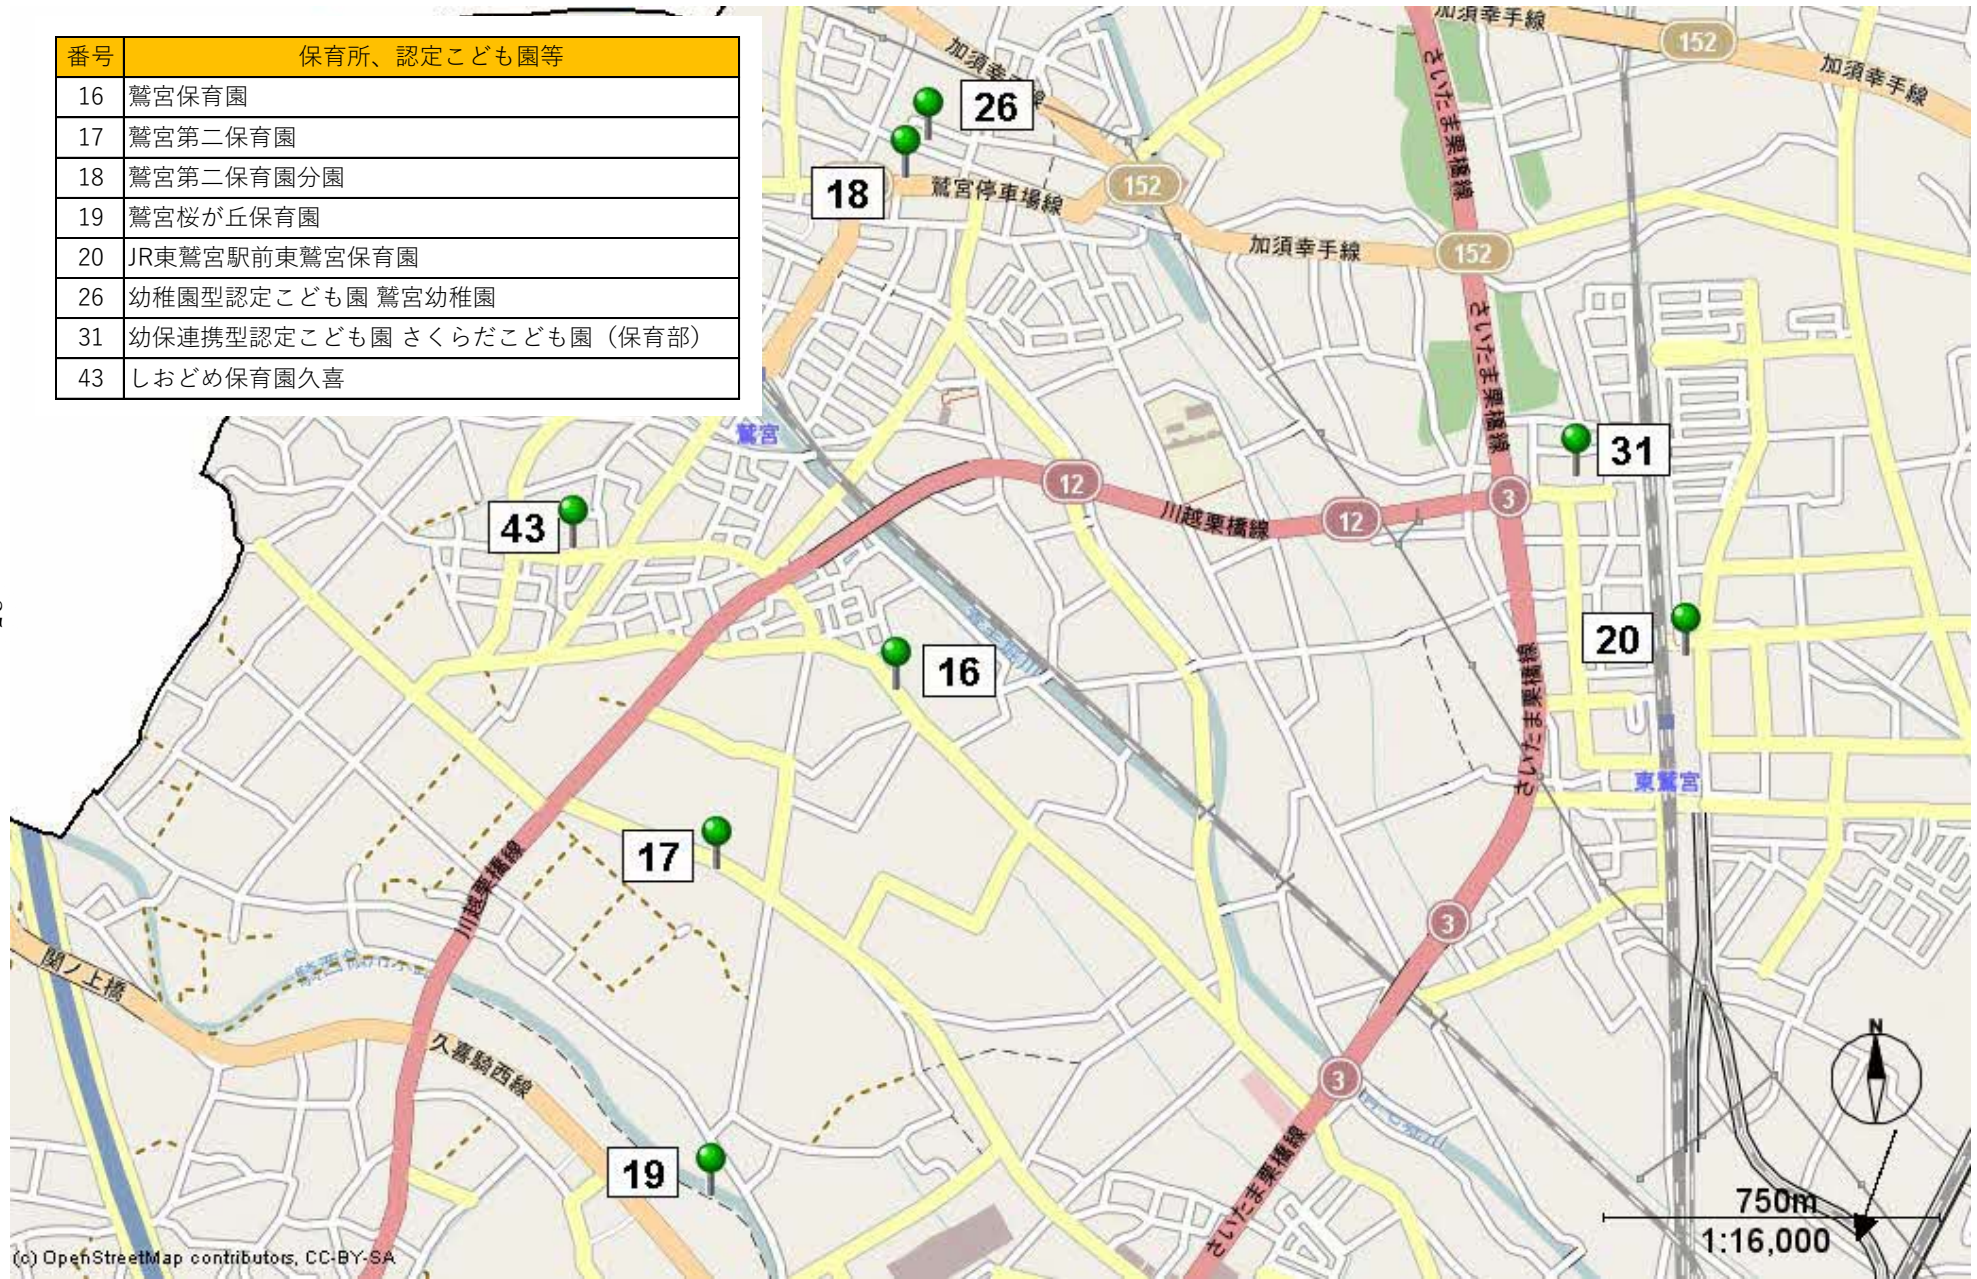 番号 保育所、認定こども園等
16 鷲宮保育園
17 鷲宮第二保育園
18 鷲宮第二保育園分園
19 鷲宮桜が丘保育園
20 JR東鷲宮駅前東鷲宮保育園
26 幼稚園型認定こども園 鷲宮幼稚園
31 幼保連携型認定こども園 さくらだこども園（保育部）
43 しおどめ保育園久喜
加須幸手線
152
加須幸手線
さいたま栗橋線
26
18
鷲宮停車場線
152
加須幸手線
152
さいたま栗橋線
鷲宮
31
12
川越栗橋線
12
3
43
20
16
さいたま栗橋線
東鷲宮
17
川越栗橋線
3
関ノ上橋
久喜騎西線
3
19
さいたま栗橋線
N
750m
1:16,000
(c) OpenStreetMap contributors, CC-BY-SA